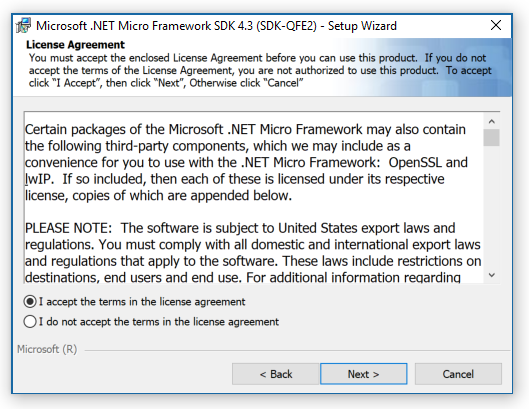 Microsoft .NET Micro Framework SDK 4.3 (SDK-QFE2) - Setup Wizard
License Agreement
You must accept the enclosed License Agreement before you can use this product. If you do not
accept the terms of the License Agreement, you are not authorized to use this product. To accept
click "I Accept", then click "Next", Otherwise click "Cancel"
Certain packages of the Microsoft .NET Micro Framework may also contain
the following third-party components, which we may include as a
convenience for you to use with the .NET Micro Framework: OpenSSL and
lwIP. If so included, then each of these is licensed under its respective
license, copies of which are appended below.
PLEASE NOTE: The software is subject to United States export laws and
regulations. You must comply with all domestic and international export laws
and regulations that apply to the software. These laws include restrictions on
destinations, end users and end use. For additional information regarding
I accept the terms in the license agreement
I do not accept the terms in the license agreement
Microsoft (R)
< Back
Next >
Cancel